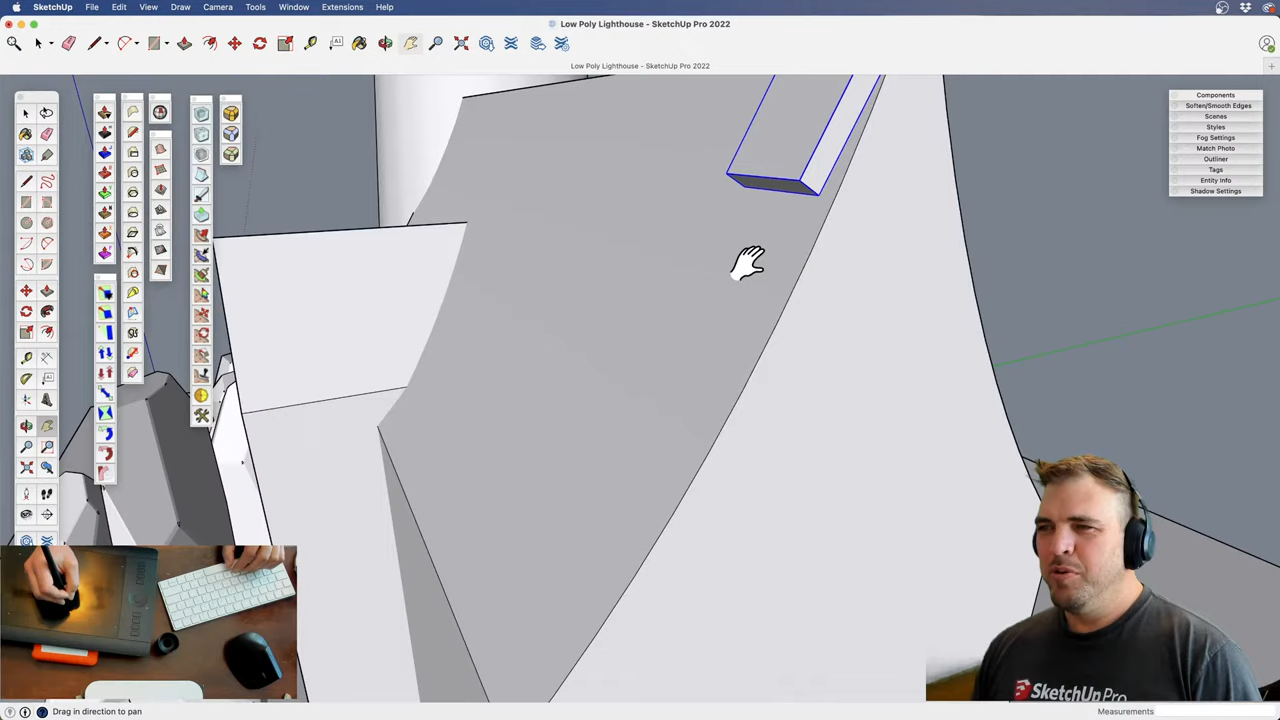 SketchUp File Edit View Draw Camera Tools Window Extensions Help
Low Poly Lighthouse - SketchUp Pro 2022
Low Poly Lighthouse - SketchUp Pro 2022
Components
Soften/Smooth Edges
Scenes
Styles
Fog Settings
Match Photo
Outliner
Tags
Entity Info
Shadow Settings
SketchUp Pro
Drag in direction to pan
Measurements